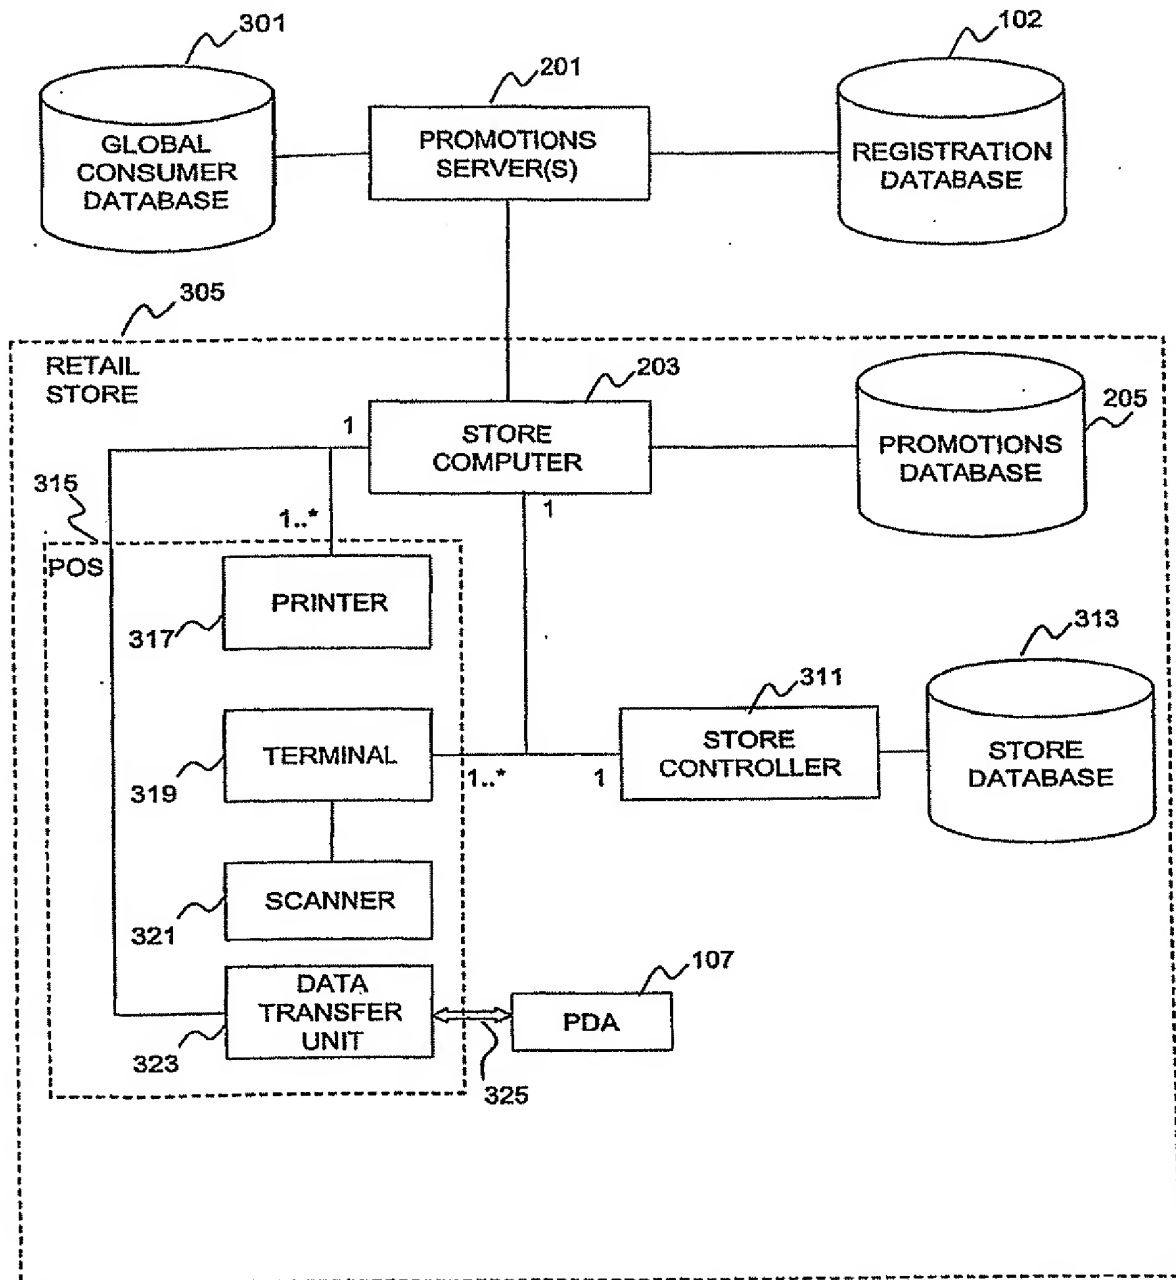 301
201
102
GLOBAL
CONSUMER
DATABASE
PROMOTIONS
SERVER(S)
REGISTRATION
DATABASE
305
RETAIL
STORE
203
1
STORE
COMPUTER
PROMOTIONS
DATABASE
205
315
1..*
1
POS
PRINTER
317
313
311
TERMINAL
319
1..*
1
STORE
CONTROLLER
STORE
DATABASE
SCANNER
321
107
DATA
TRANSFER
UNIT
323
PDA
325